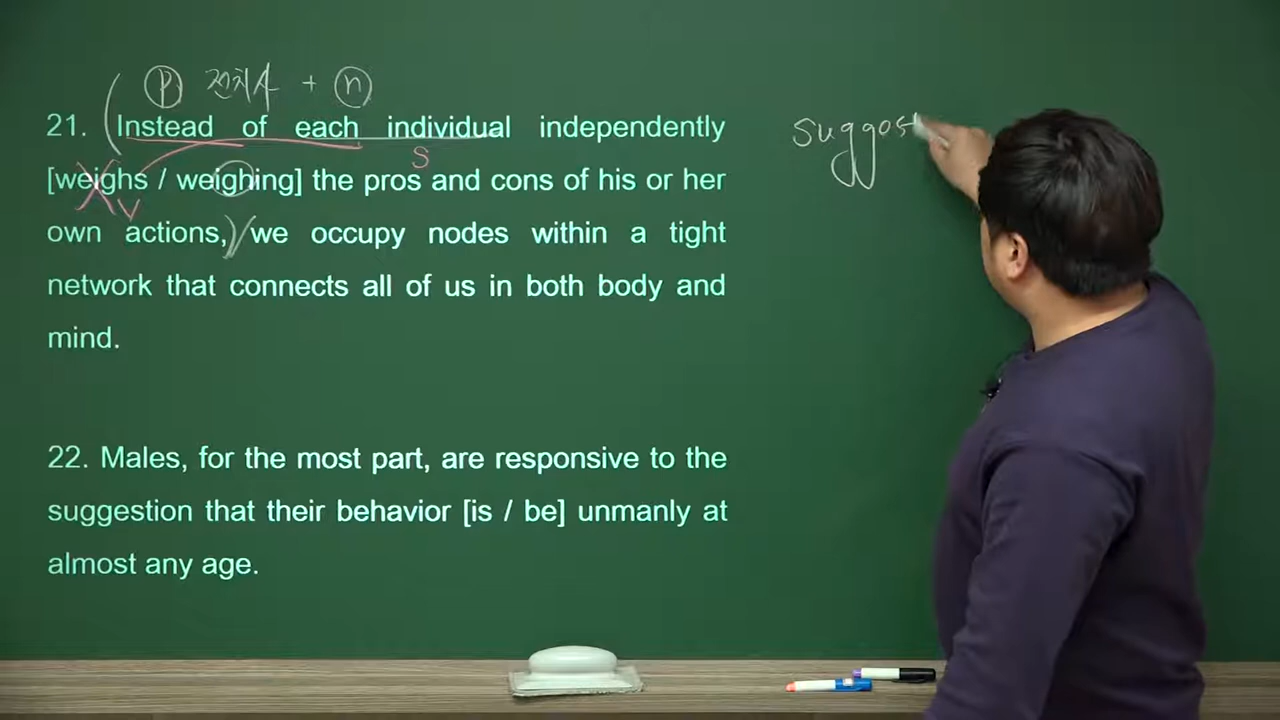 ⓟ 전치사 + ⓝ
21. (Instead of each individual independently
S
[weighs / weighing] the pros and cons of his or her
V
own actions,) we occupy nodes within a tight
network that connects all of us in both body and
mind.
22. Males, for the most part, are responsive to the
suggestion that their behavior [is / be] unmanly at
almost any age.
suggest